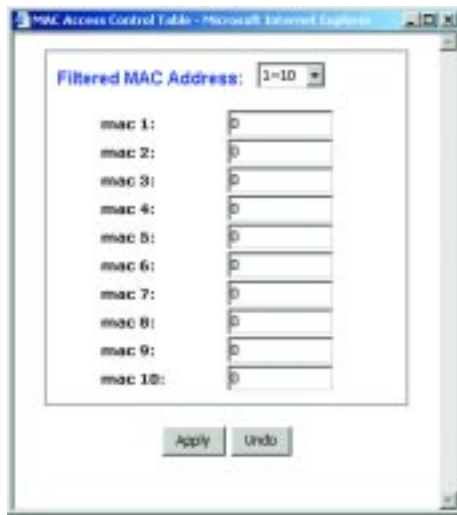 MAC Access Control Table - Microsoft Internet Explorer
Filtered MAC Address: 1~10
mac 1: 0
mac 2: 0
mac 3: 0
mac 4: 0
mac 5: 0
mac 6: 0
mac 7: 0
mac 8: 0
mac 9: 0
mac 10: 0
Apply Undo